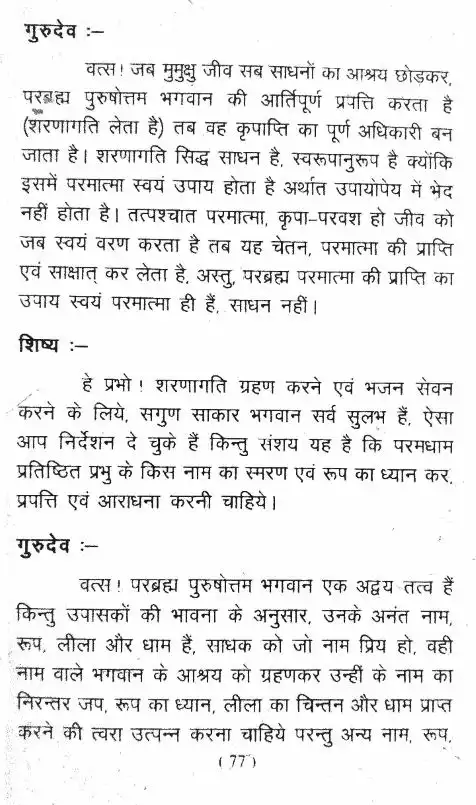 गुरुदेव :–
वत्स! जब मुमुक्षु जीव सब साधनों का आश्रय छोड़कर,
परब्रह्म पुरुषोत्तम भगवान की आर्तिपूर्ण प्रपत्ति करता है
(शरणागति लेता है) तब वह कृपाप्ति का पूर्ण अधिकारी बन
जाता है। शरणागति सिद्ध साधन है, स्वरूपानुरूप है क्योंकि
इसमें परमात्मा स्वयं उपाय होता है अर्थात उपायोपेय में भेद
नहीं होता है। तत्पश्चात परमात्मा, कृपा–परवश हो जीव को
जब स्वयं वरण करता है तब यह चेतन, परमात्मा की प्राप्ति
एवं साक्षात् कर लेता है, अस्तु, परब्रह्म परमात्मा की प्राप्ति का
उपाय स्वयं परमात्मा ही हैं, साधन नहीं।
शिष्य :–
हे प्रभो! शरणागति ग्रहण करने एवं भजन सेवन
करने के लिये, सगुण साकार भगवान सर्व सुलभ हैं, ऐसा
आप निर्देशन दे चुके हैं किन्तु संशय यह है कि परमधाम
प्रतिष्ठित प्रभु के किस नाम का स्मरण एवं रूप का ध्यान कर,
प्रपत्ति एवं आराधना करनी चाहिये।
गुरुदेव :–
वत्स! परब्रह्म पुरुषोत्तम भगवान एक अद्वय तत्व हैं
किन्तु उपासकों की भावना के अनुसार, उनके अनंत नाम,
रूप, लीला और धाम हैं, साधक को जो नाम प्रिय हो, वही
नाम वाले भगवान के आश्रय को ग्रहणकर उन्हीं के नाम का
निरन्तर जप, रूप का ध्यान, लीला का चिन्तन और धाम प्राप्त
करने की त्वरा उत्पन्न करना चाहिये परन्तु अन्य नाम, रूप,
(77)